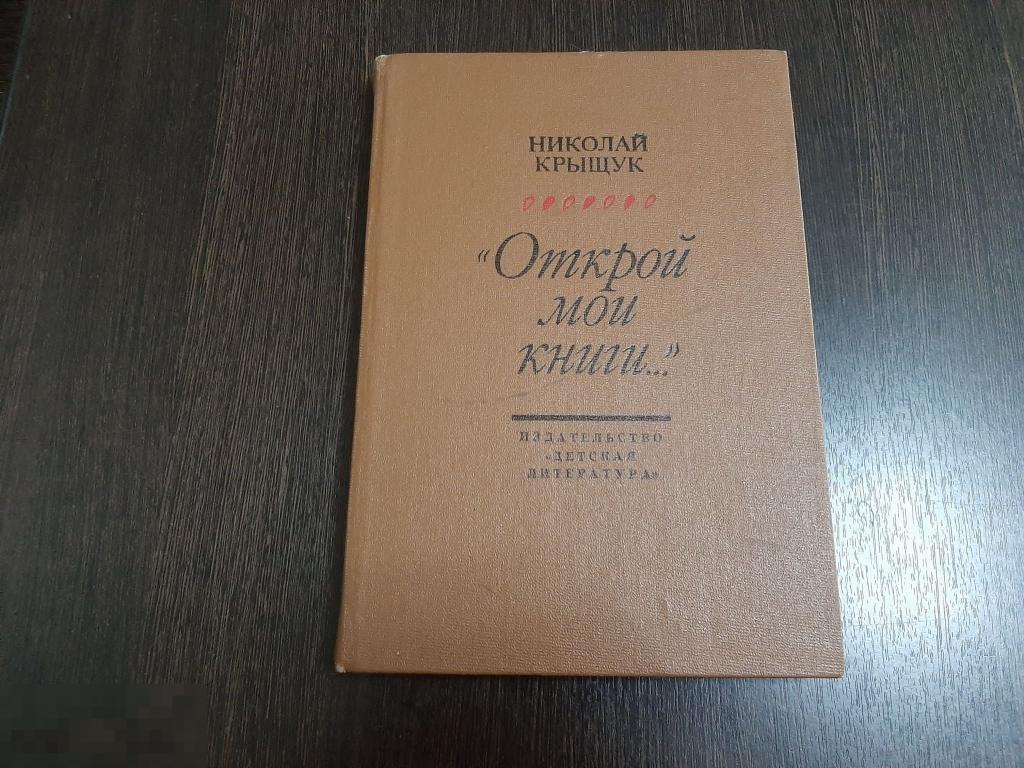 НИКОЛАЙ
КРЫЩУК
“Открой
мои
книги...”
ИЗДАТЕЛЬСТВО
«ДЕТСКАЯ
ЛИТЕРАТУРА»